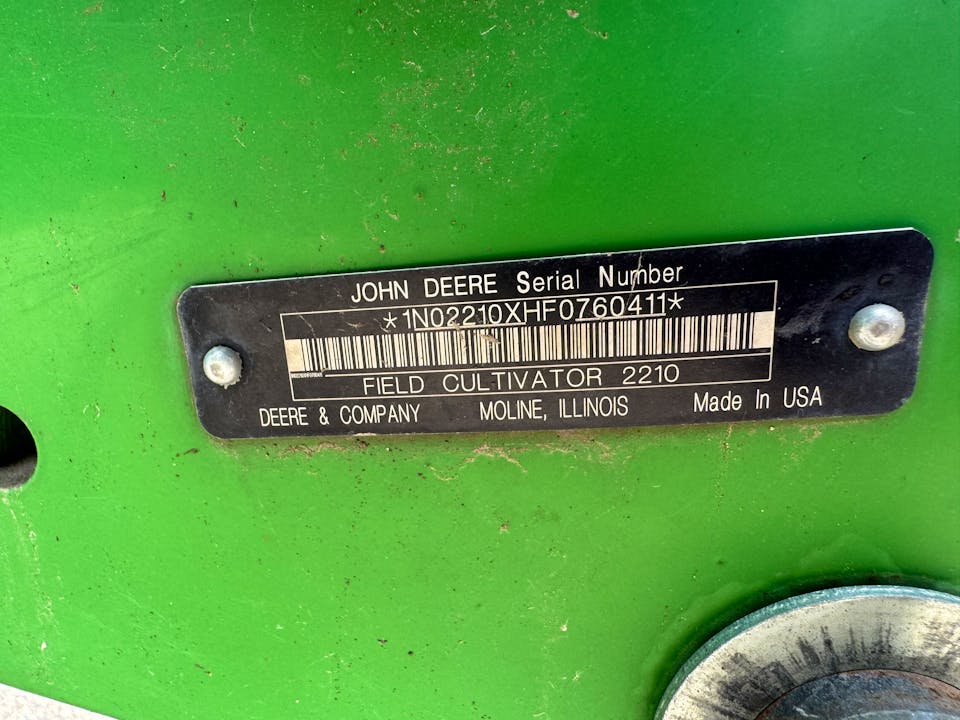 JOHN DEERE Serial Number
*1N02210XHF0760411*
FIELD CULTIVATOR 2210
DEERE & COMPANY MOLINE, ILLINOIS Made In USA